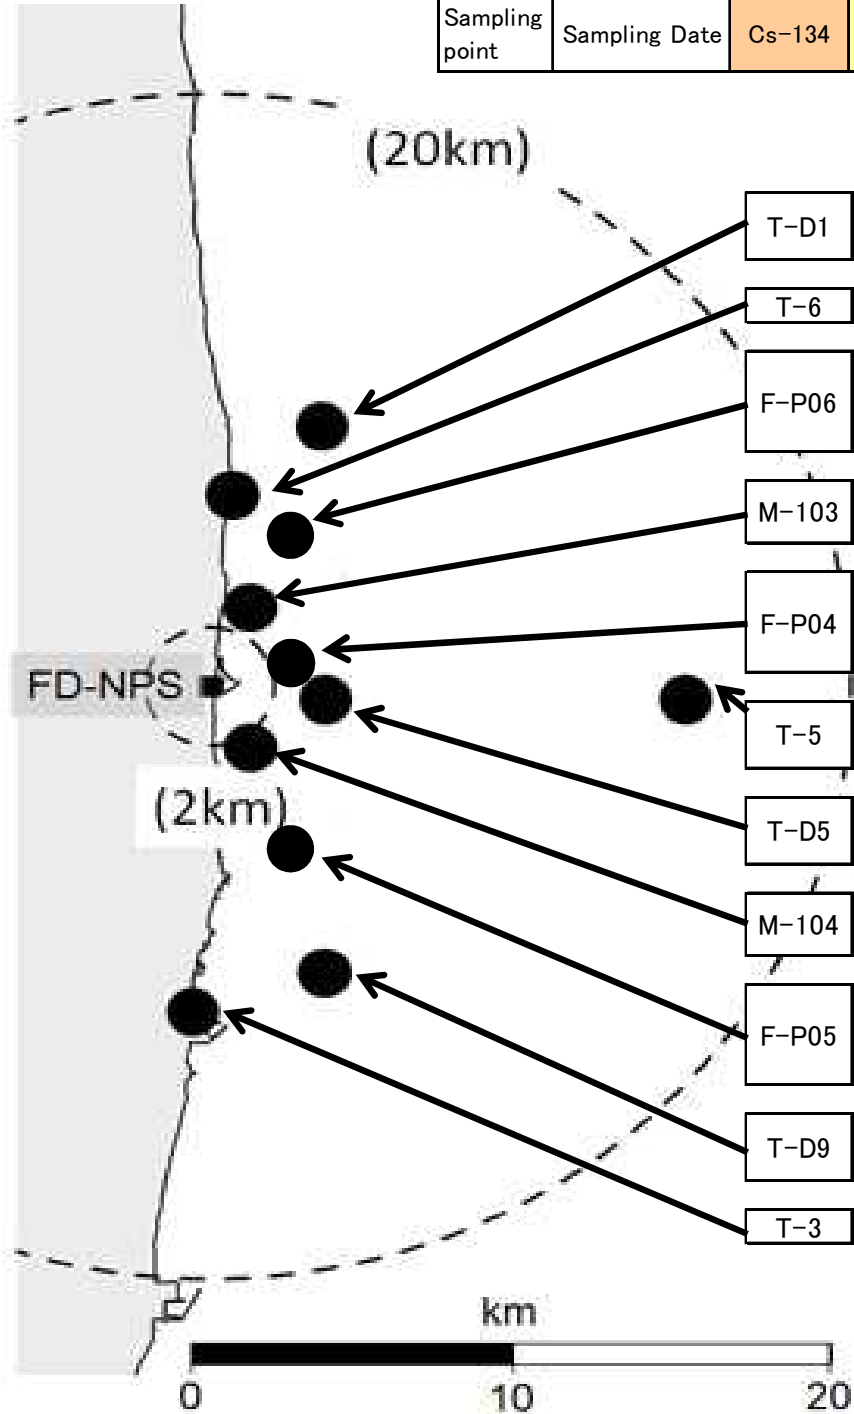 Sampling
point
Sampling Date
Cs-134
(20km)
T-D1
T-6
F-P06
M-103
F-P04
FD-NPS
T-5
(2km)
T-D5
M-104
F-P05
T-D9
T-3
km
0
10
20